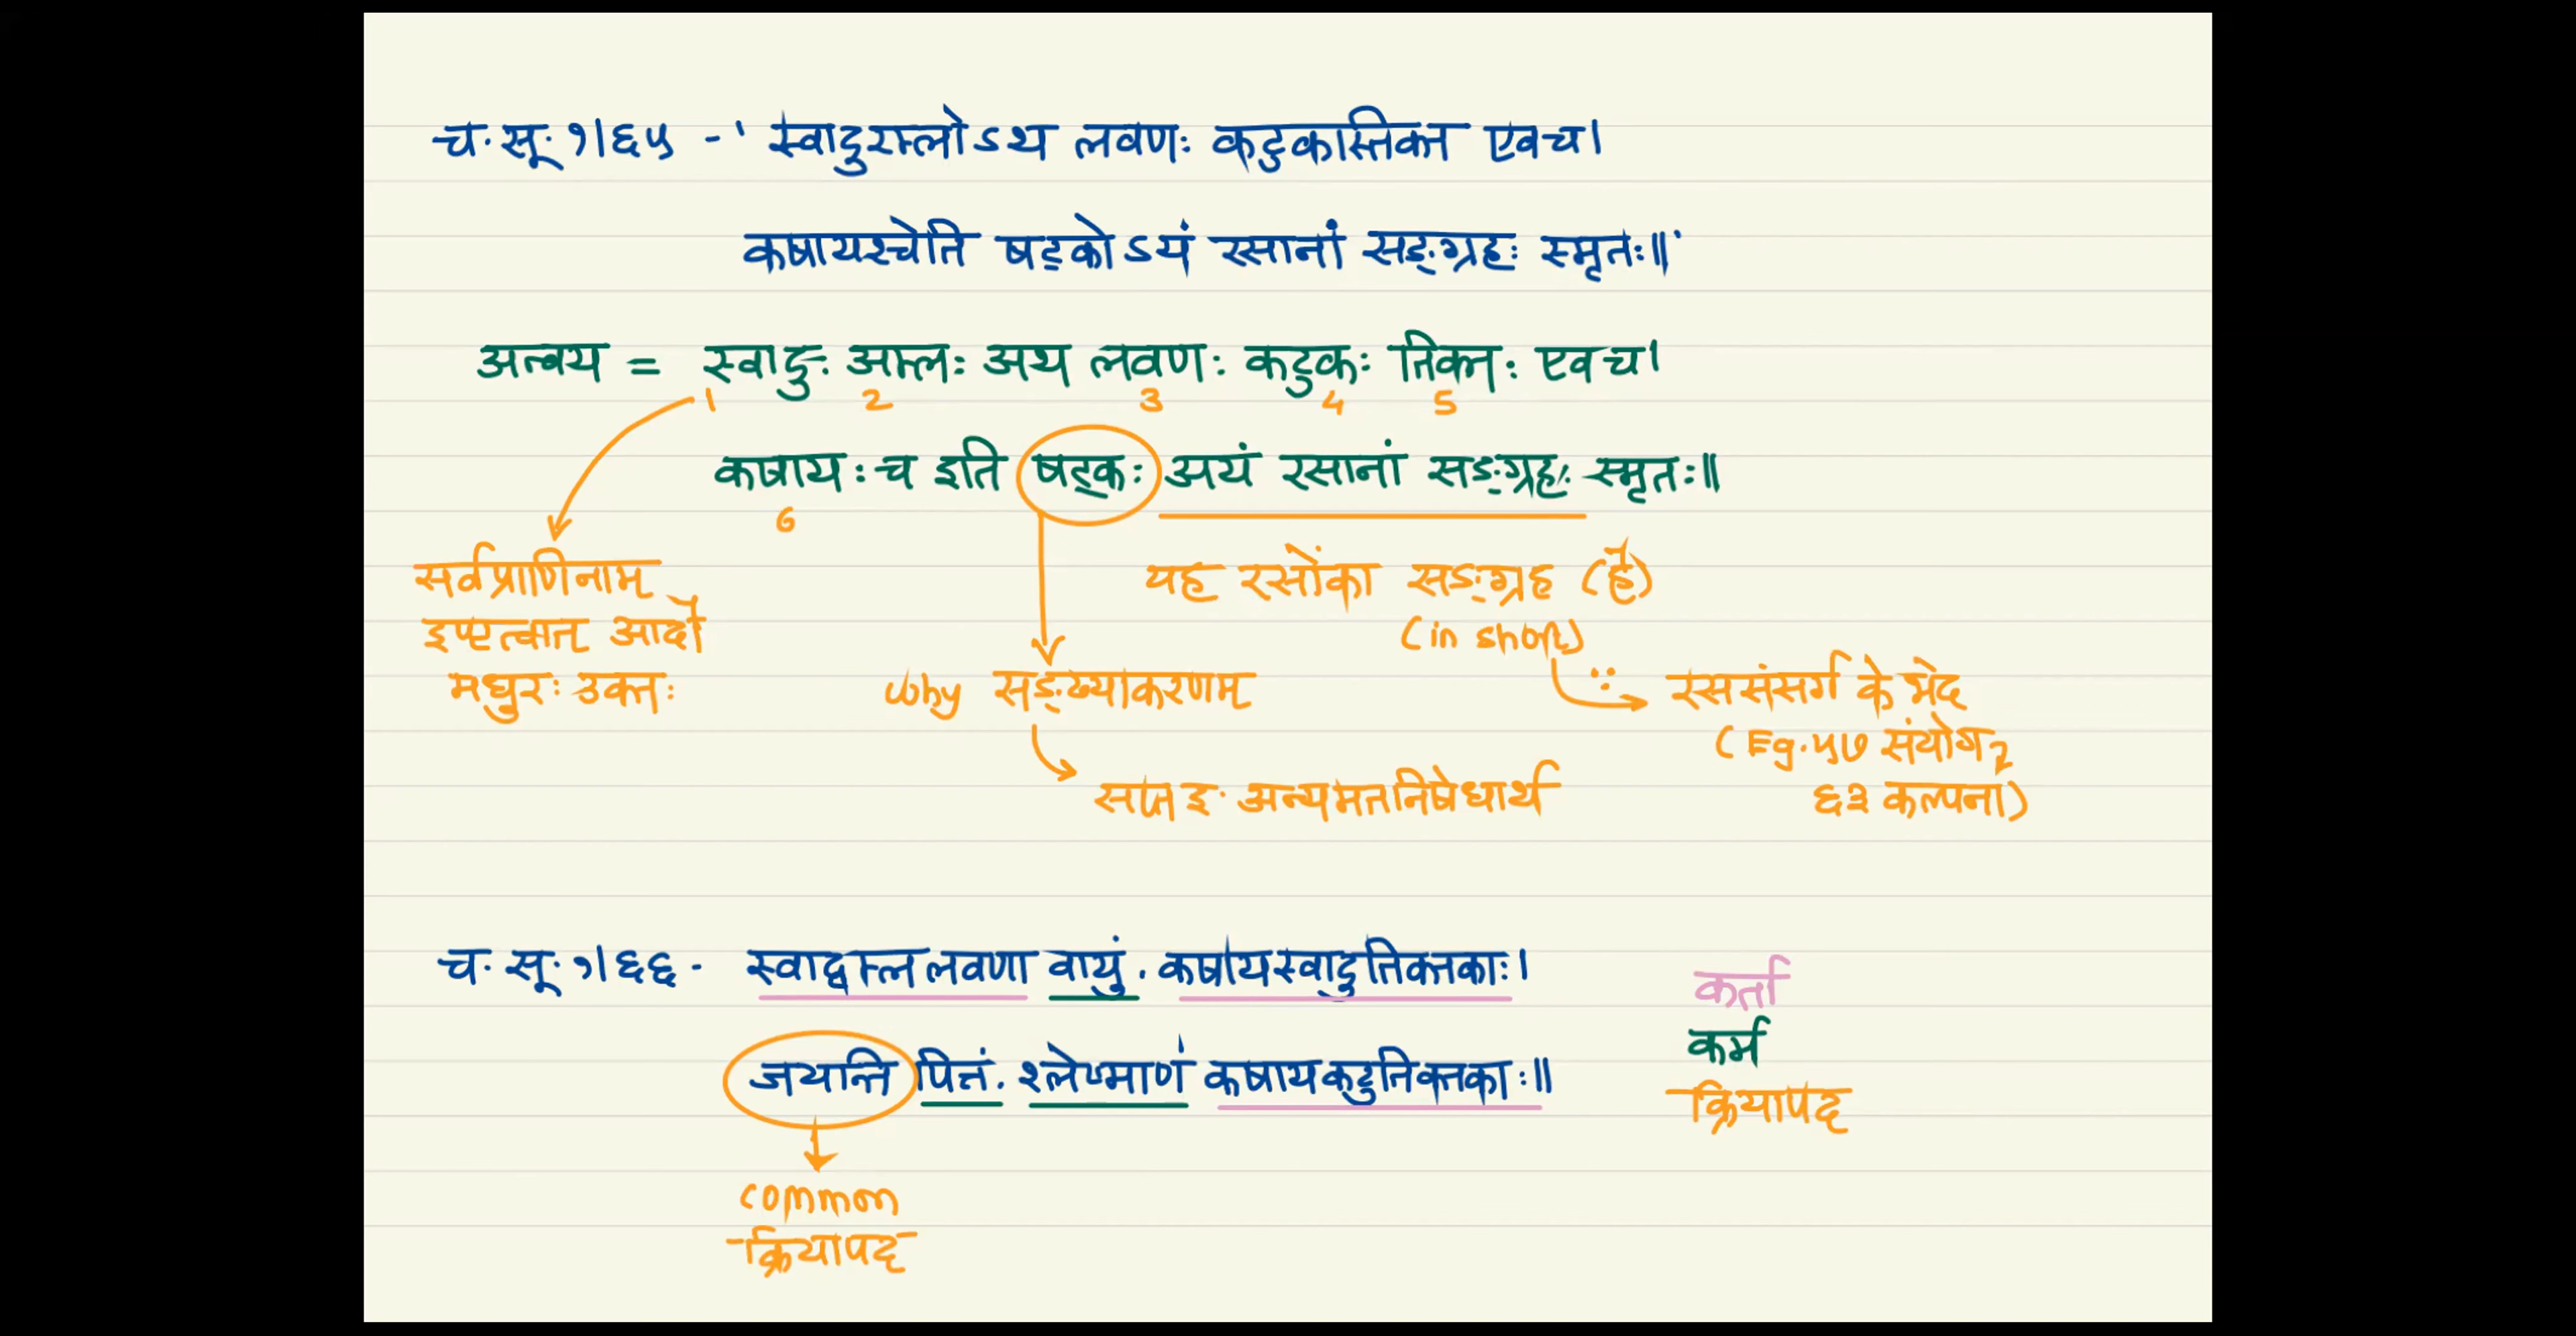 च. सू. १।६५ - ' स्वादुरम्लोऽथ लवणः कटुकास्तिक्त एवच।
कषायश्चेति षट्कोऽयं रसानां सङ्ग्रहः स्मृतः॥'
अन्वय = स्वादुः अम्लः अथ लवणः कटुकः तिक्तः एवच।
1 2 3 4 5
कषायः च इति षट्कः अयं रसानां सङ्ग्रहः स्मृतः॥
6
सर्वप्राणिनाम्
इष्टत्वात् आदौ
मधुरः उक्तः
यह रसोंका सङ्ग्रह (है)
(in short)
why सङ्ख्याकरणम्
∵ रससंसर्ग के भेद
(Eg. ५७ संयोग,
६३ कल्पना)
अन्यमतनिषेधार्थ
च. सू. १।६६ - स्वाद्वम्ललवणा वायुं . कषायस्वादुतिक्तकाः।
जयन्ति पित्तं . श्लेष्माणं कषायकटुतिक्तकाः॥
कर्ता
कर्म
क्रियापद
common
क्रियापद